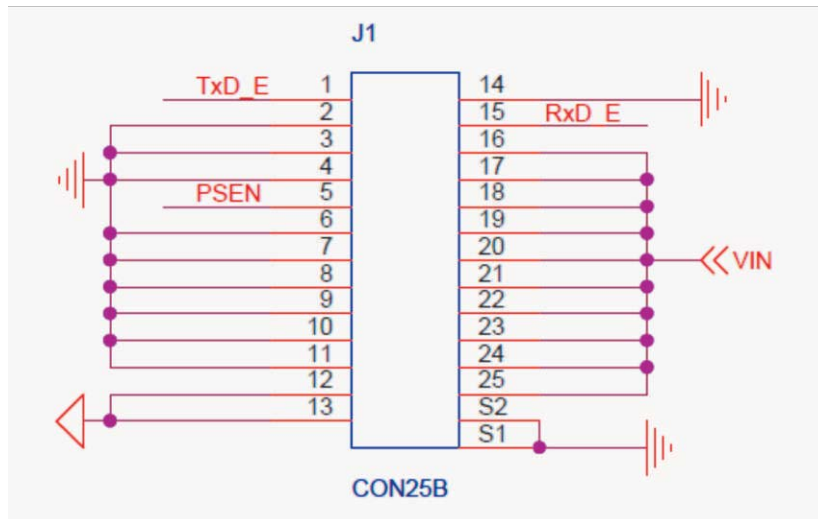 J1
TxD_E 1 14
2 15 RxD_E
3 16
4 17
PSEN 5 18
6 19
7 20 VIN
8 21
9 22
10 23
11 24
12 25
13 S2
S1
CON25B